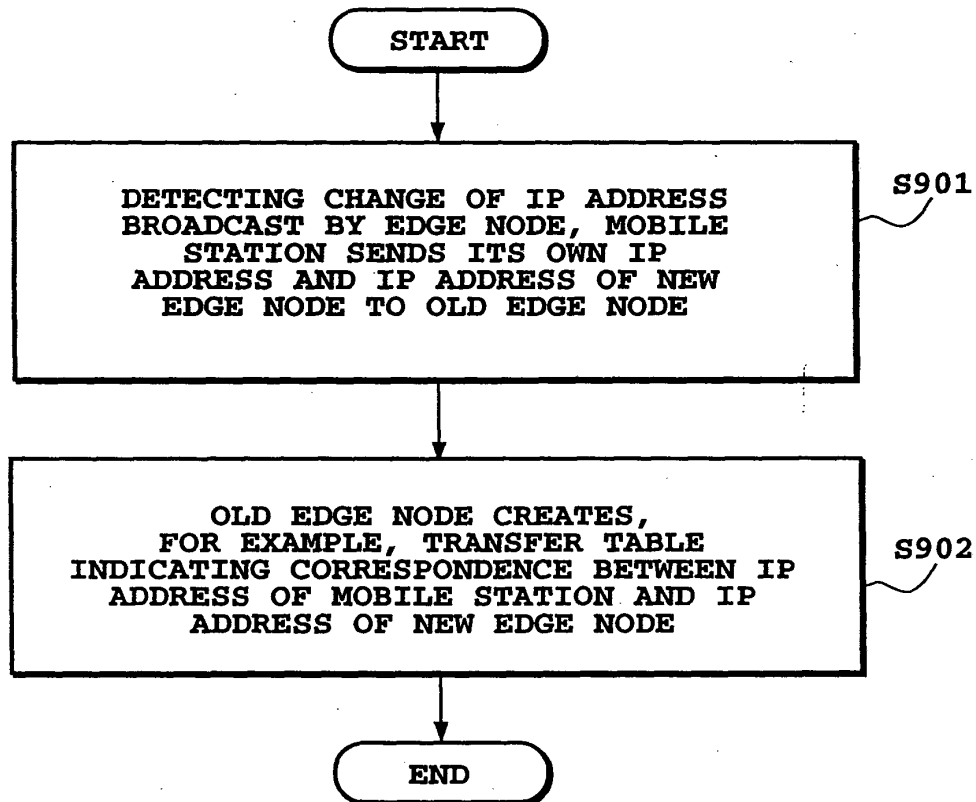 START
DETECTING CHANGE OF IP ADDRESS
BROADCAST BY EDGE NODE, MOBILE
STATION SENDS ITS OWN IP
ADDRESS AND IP ADDRESS OF NEW
EDGE NODE TO OLD EDGE NODE
S901
OLD EDGE NODE CREATES,
FOR EXAMPLE, TRANSFER TABLE
INDICATING CORRESPONDENCE BETWEEN IP
ADDRESS OF MOBILE STATION AND IP
ADDRESS OF NEW EDGE NODE
S902
END